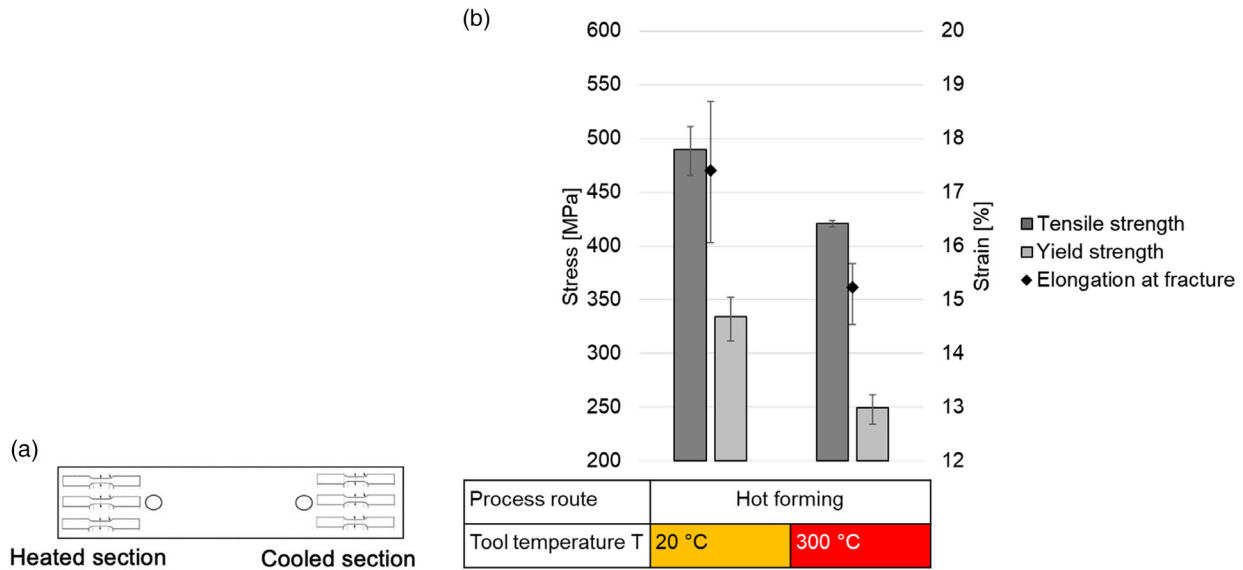 (a)
Heated section
Cooled section
(b)
Stress [MPa]
600
550
500
450
400
350
300
250
200
20
19
18
17
16
15
14
13
12
Strain [%]
Tensile strength
Yield strength
Elongation at fracture
Process route Hot forming
Tool temperature T 20 °C 300 °C